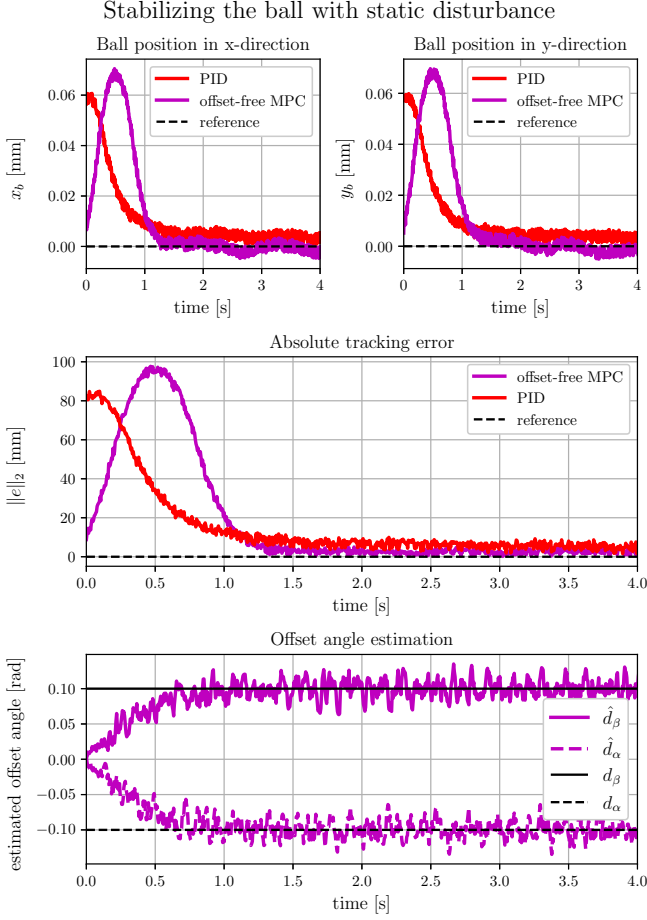 Stabilizing the ball with static disturbance
Ball position in x-direction
Ball position in y-direction
x_b [mm]
0.06
0.04
0.02
0.00
PID
offset-free MPC
reference
0 1 2 3 4
time [s]
y_b [mm]
0.06
0.04
0.02
0.00
PID
offset-free MPC
reference
0 1 2 3 4
time [s]
Absolute tracking error
||e||_2 [mm]
100
80
60
40
20
0
offset-free MPC
PID
reference
0.0 0.5 1.0 1.5 2.0 2.5 3.0 3.5 4.0
time [s]
Offset angle estimation
estimated offset angle [rad]
0.10
0.05
0.00
−0.05
−0.10
d̂_β
d̂_α
d_β
d_α
0.0 0.5 1.0 1.5 2.0 2.5 3.0 3.5 4.0
time [s]